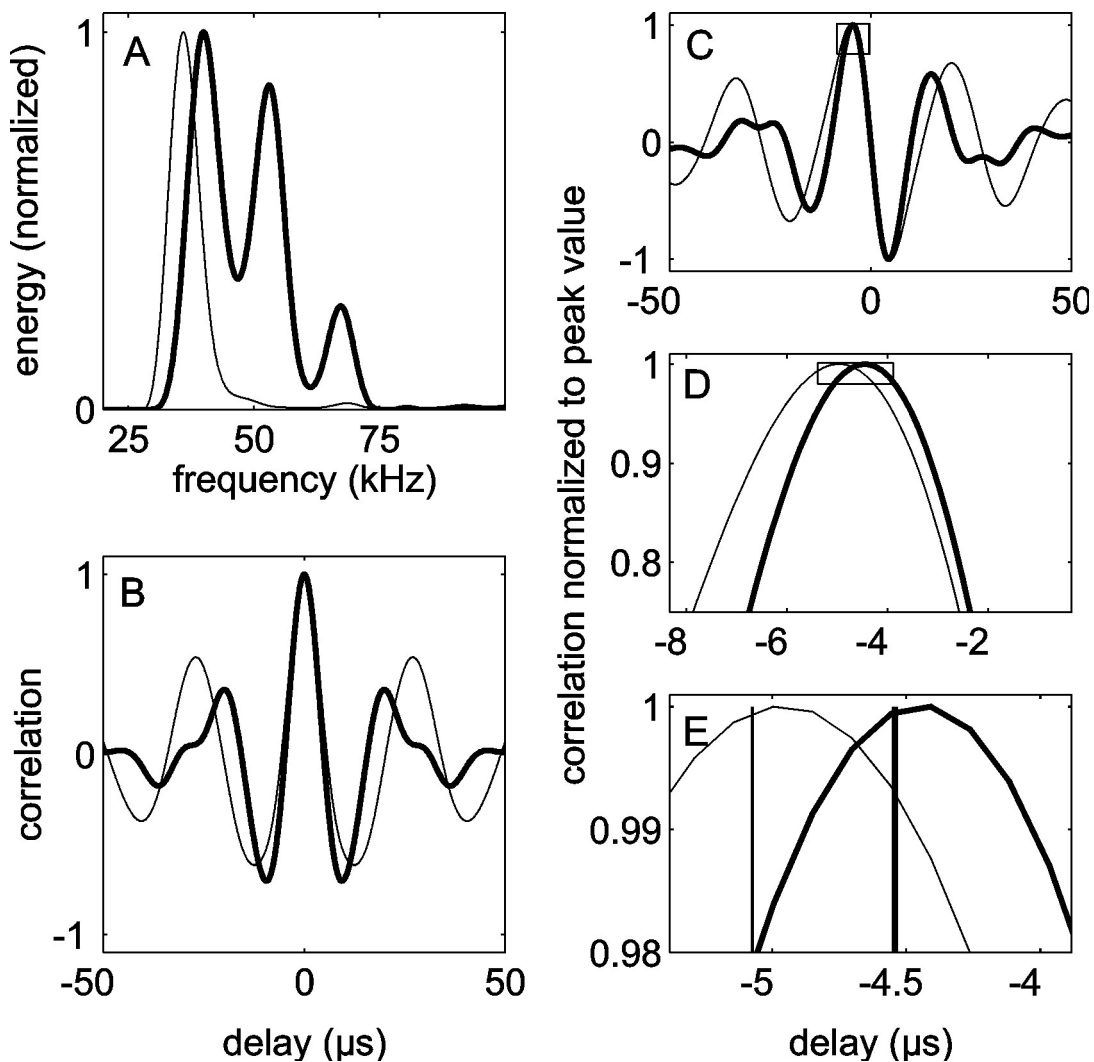 A
1
0
25
50
75
energy (normalized)
frequency (kHz)
B
1
0
-1
-50
0
50
correlation
delay (µs)
correlation normalized to peak value
C
1
0
-1
-50
0
50
D
1
0.9
0.8
-8
-6
-4
-2
E
1
0.99
0.98
-5
-4.5
-4
delay (µs)